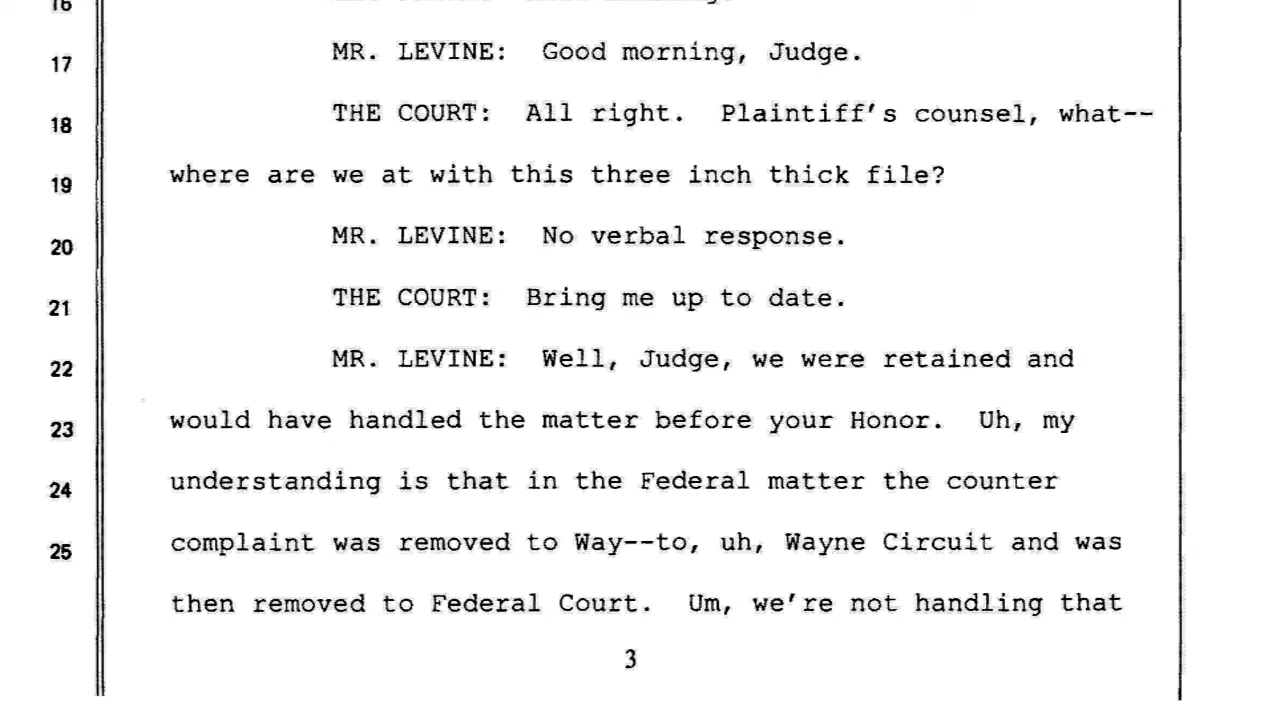 16
17 MR. LEVINE: Good morning, Judge.
18 THE COURT: All right. Plaintiff's counsel, what--
19 where are we at with this three inch thick file?
20 MR. LEVINE: No verbal response.
21 THE COURT: Bring me up to date.
22 MR. LEVINE: Well, Judge, we were retained and
23 would have handled the matter before your Honor. Uh, my
24 understanding is that in the Federal matter the counter
25 complaint was removed to Way--to, uh, Wayne Circuit and was
then removed to Federal Court. Um, we're not handling that
3